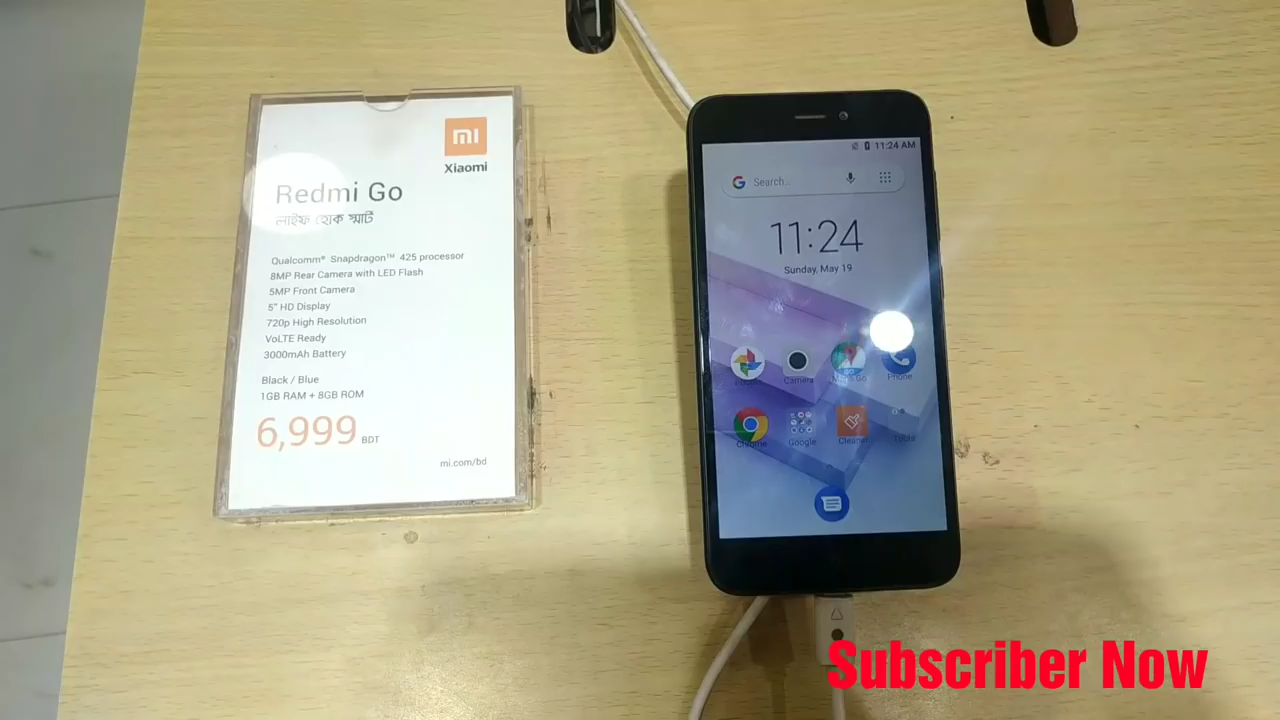 mi
Xiaomi
Redmi Go
লাইফ হোক স্মার্ট
Qualcomm® Snapdragon™ 425 processor
8MP Rear Camera with LED Flash
5MP Front Camera
5" HD Display
720p High Resolution
VoLTE Ready
3000mAh Battery
Black / Blue
1GB RAM + 8GB ROM
6,999 BDT
mi.com/bd
11:24 AM
G Search...
11:24
Sunday, May 19
Camera
Phone
Chrome Google Cleaner Tools
Subscriber Now